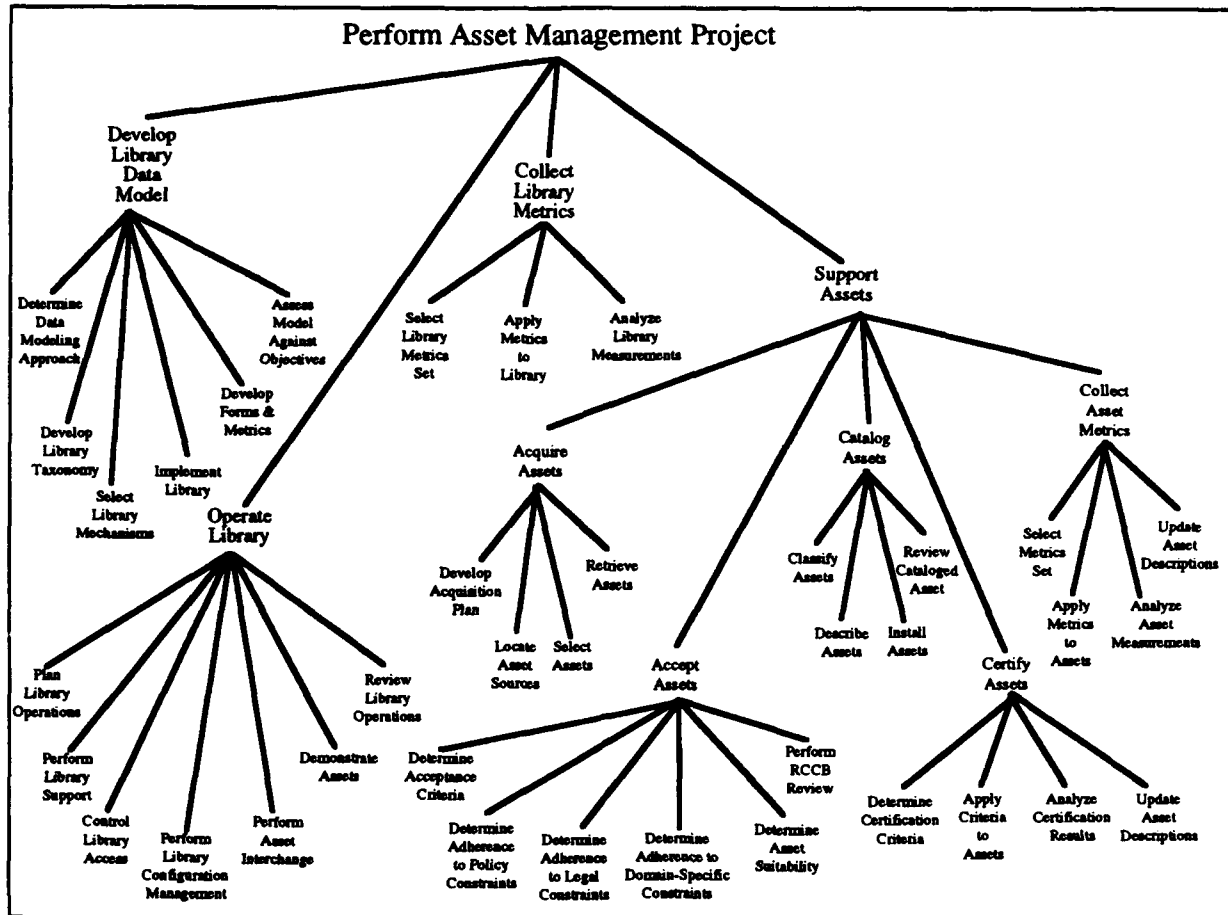 Perform Asset Management Project
Develop
Library
Data
Model
Collect
Library
Metrics
Support
Assets
Determine
Data
Modeling
Approach
Assess
Model
Against
Objectives
Develop
Forms &
Metrics
Develop
Library
Taxonomy
Implement
Library
Select
Library
Mechanisms
Select
Library
Metrics
Set
Apply
Metrics
to
Library
Analyze
Library
Measurements
Operate
Library
Plan
Library
Operations
Review
Library
Operations
Perform
Library
Support
Demonstrate
Assets
Control
Library
Access
Perform
Library
Configuration
Management
Perform
Asset
Interchange
Acquire
Assets
Develop
Acquisition
Plan
Retrieve
Assets
Locate
Asset
Sources
Select
Assets
Catalog
Assets
Classify
Assets
Review
Cataloged
Asset
Describe
Assets
Install
Assets
Collect
Asset
Metrics
Select
Metrics
Set
Update
Asset
Descriptions
Apply
Metrics
to
Assets
Analyze
Asset
Measurements
Accept
Assets
Determine
Acceptance
Criteria
Perform
RCCB
Review
Determine
Adherence
to Policy
Constraints
Determine
Adherence
to Legal
Constraints
Determine
Adherence to
Domain-Specific
Constraints
Determine
Asset
Suitability
Certify
Assets
Determine
Certification
Criteria
Apply
Criteria
to
Assets
Analyze
Certification
Results
Update
Asset
Descriptions